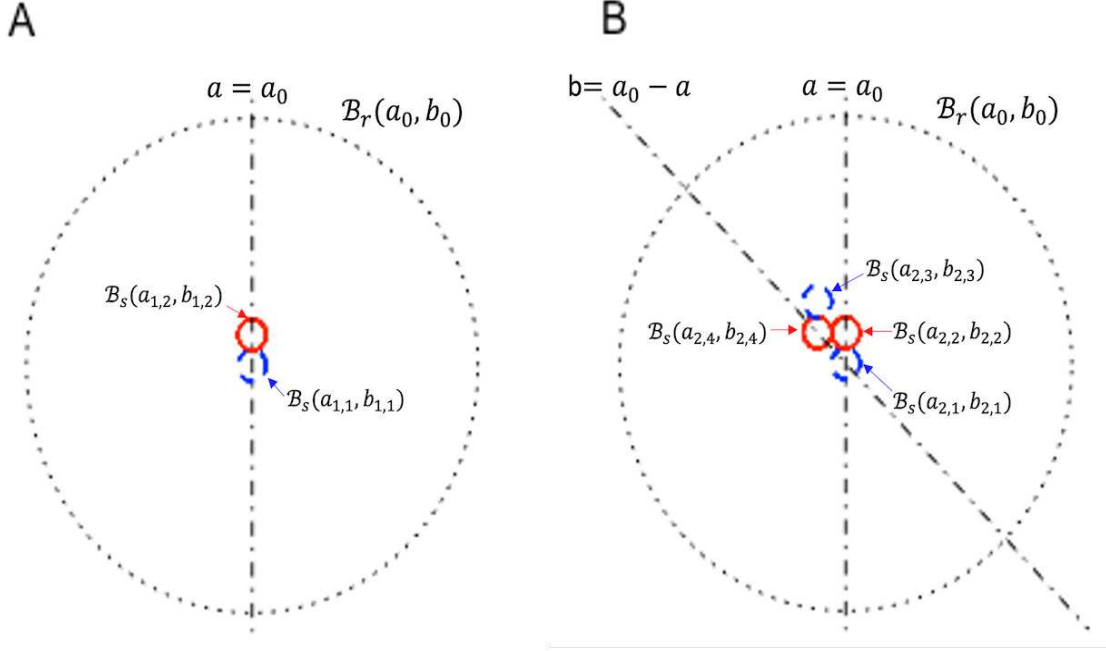 A
a = a₀
ℬᵣ(a₀, b₀)
ℬₛ(a₁,₂, b₁,₂)
ℬₛ(a₁,₁, b₁,₁)
B
b= a₀ − a
a = a₀
ℬᵣ(a₀, b₀)
ℬₛ(a₂,₃, b₂,₃)
ℬₛ(a₂,₄, b₂,₄)
ℬₛ(a₂,₂, b₂,₂)
ℬₛ(a₂,₁, b₂,₁)